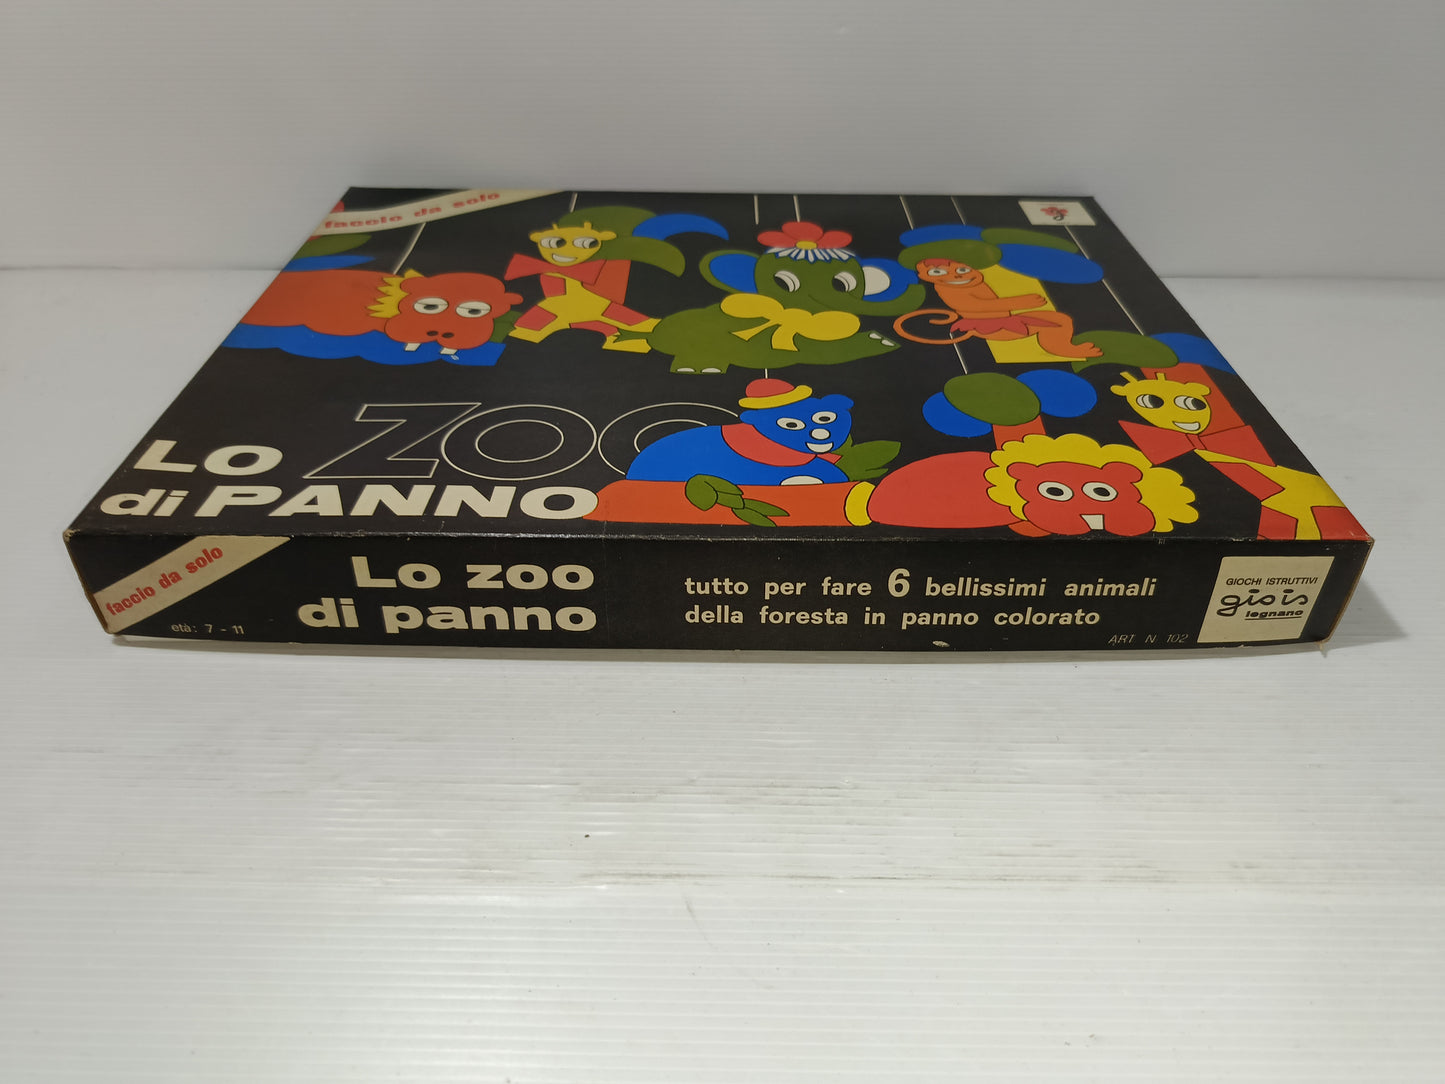 faccio da solo
LO ZOO
di PANNO
faccio da solo
età: 7 - 11
Lo zoo
di panno
tutto per fare 6 bellissimi animali
della foresta in panno colorato
ART. N. 102
GIOCHI ISTRUTTIVI
giois
legnano